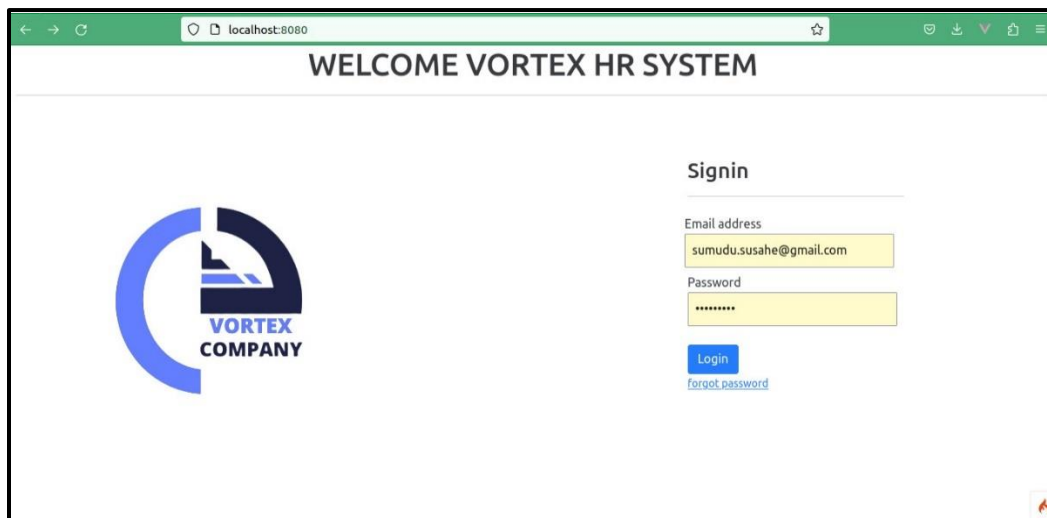 localhost:8080
WELCOME VORTEX HR SYSTEM
Signin
Email address
sumudu.susahe@gmail.com
Password
•••••••••
Login
forgot password
VORTEX
COMPANY